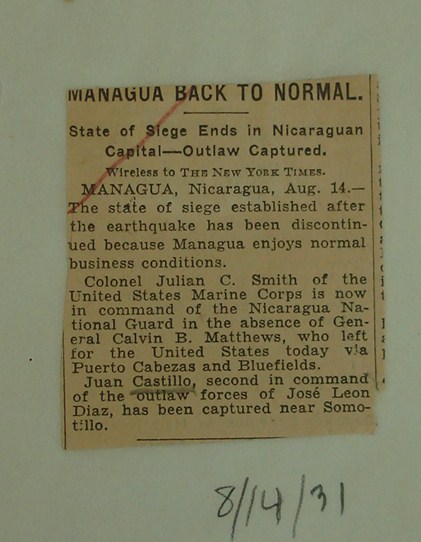 MANAGUA BACK TO NORMAL.
State of Siege Ends in Nicaraguan
Capital—Outlaw Captured.
Wireless to THE NEW YORK TIMES.
MANAGUA, Nicaragua, Aug. 14.—
The state of siege established after
the earthquake has been discontin-
ued because Managua enjoys normal
business conditions.
Colonel Julian C. Smith of the
United States Marine Corps is now
in command of the Nicaragua Na-
tional Guard in the absence of Gen-
eral Calvin B. Matthews, who left
for the United States today via
Puerto Cabezas and Bluefields.
Juan Castillo, second in command
of the outlaw forces of José Leon
Diaz, has been captured near Somo-
tillo.
8/14/31